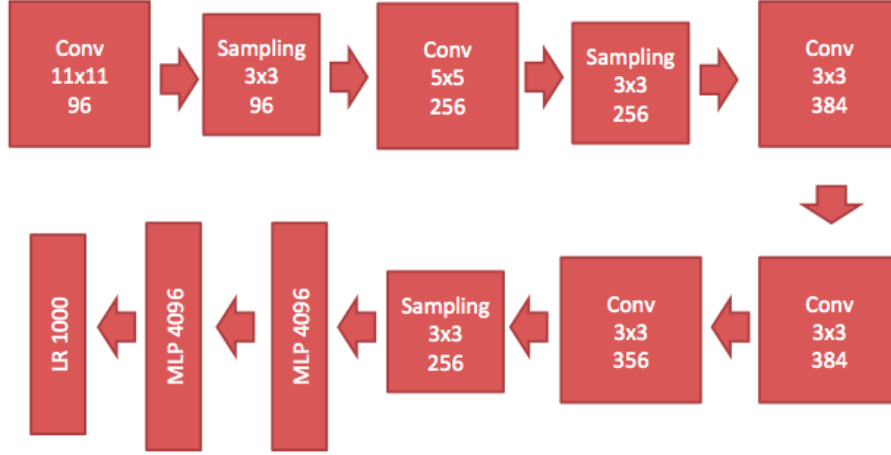 Conv
11x11
96
Sampling
3x3
96
Conv
5x5
256
Sampling
3x3
256
Conv
3x3
384
Conv
3x3
384
Conv
3x3
356
Sampling
3x3
256
MLP 4096
MLP 4096
LR 1000